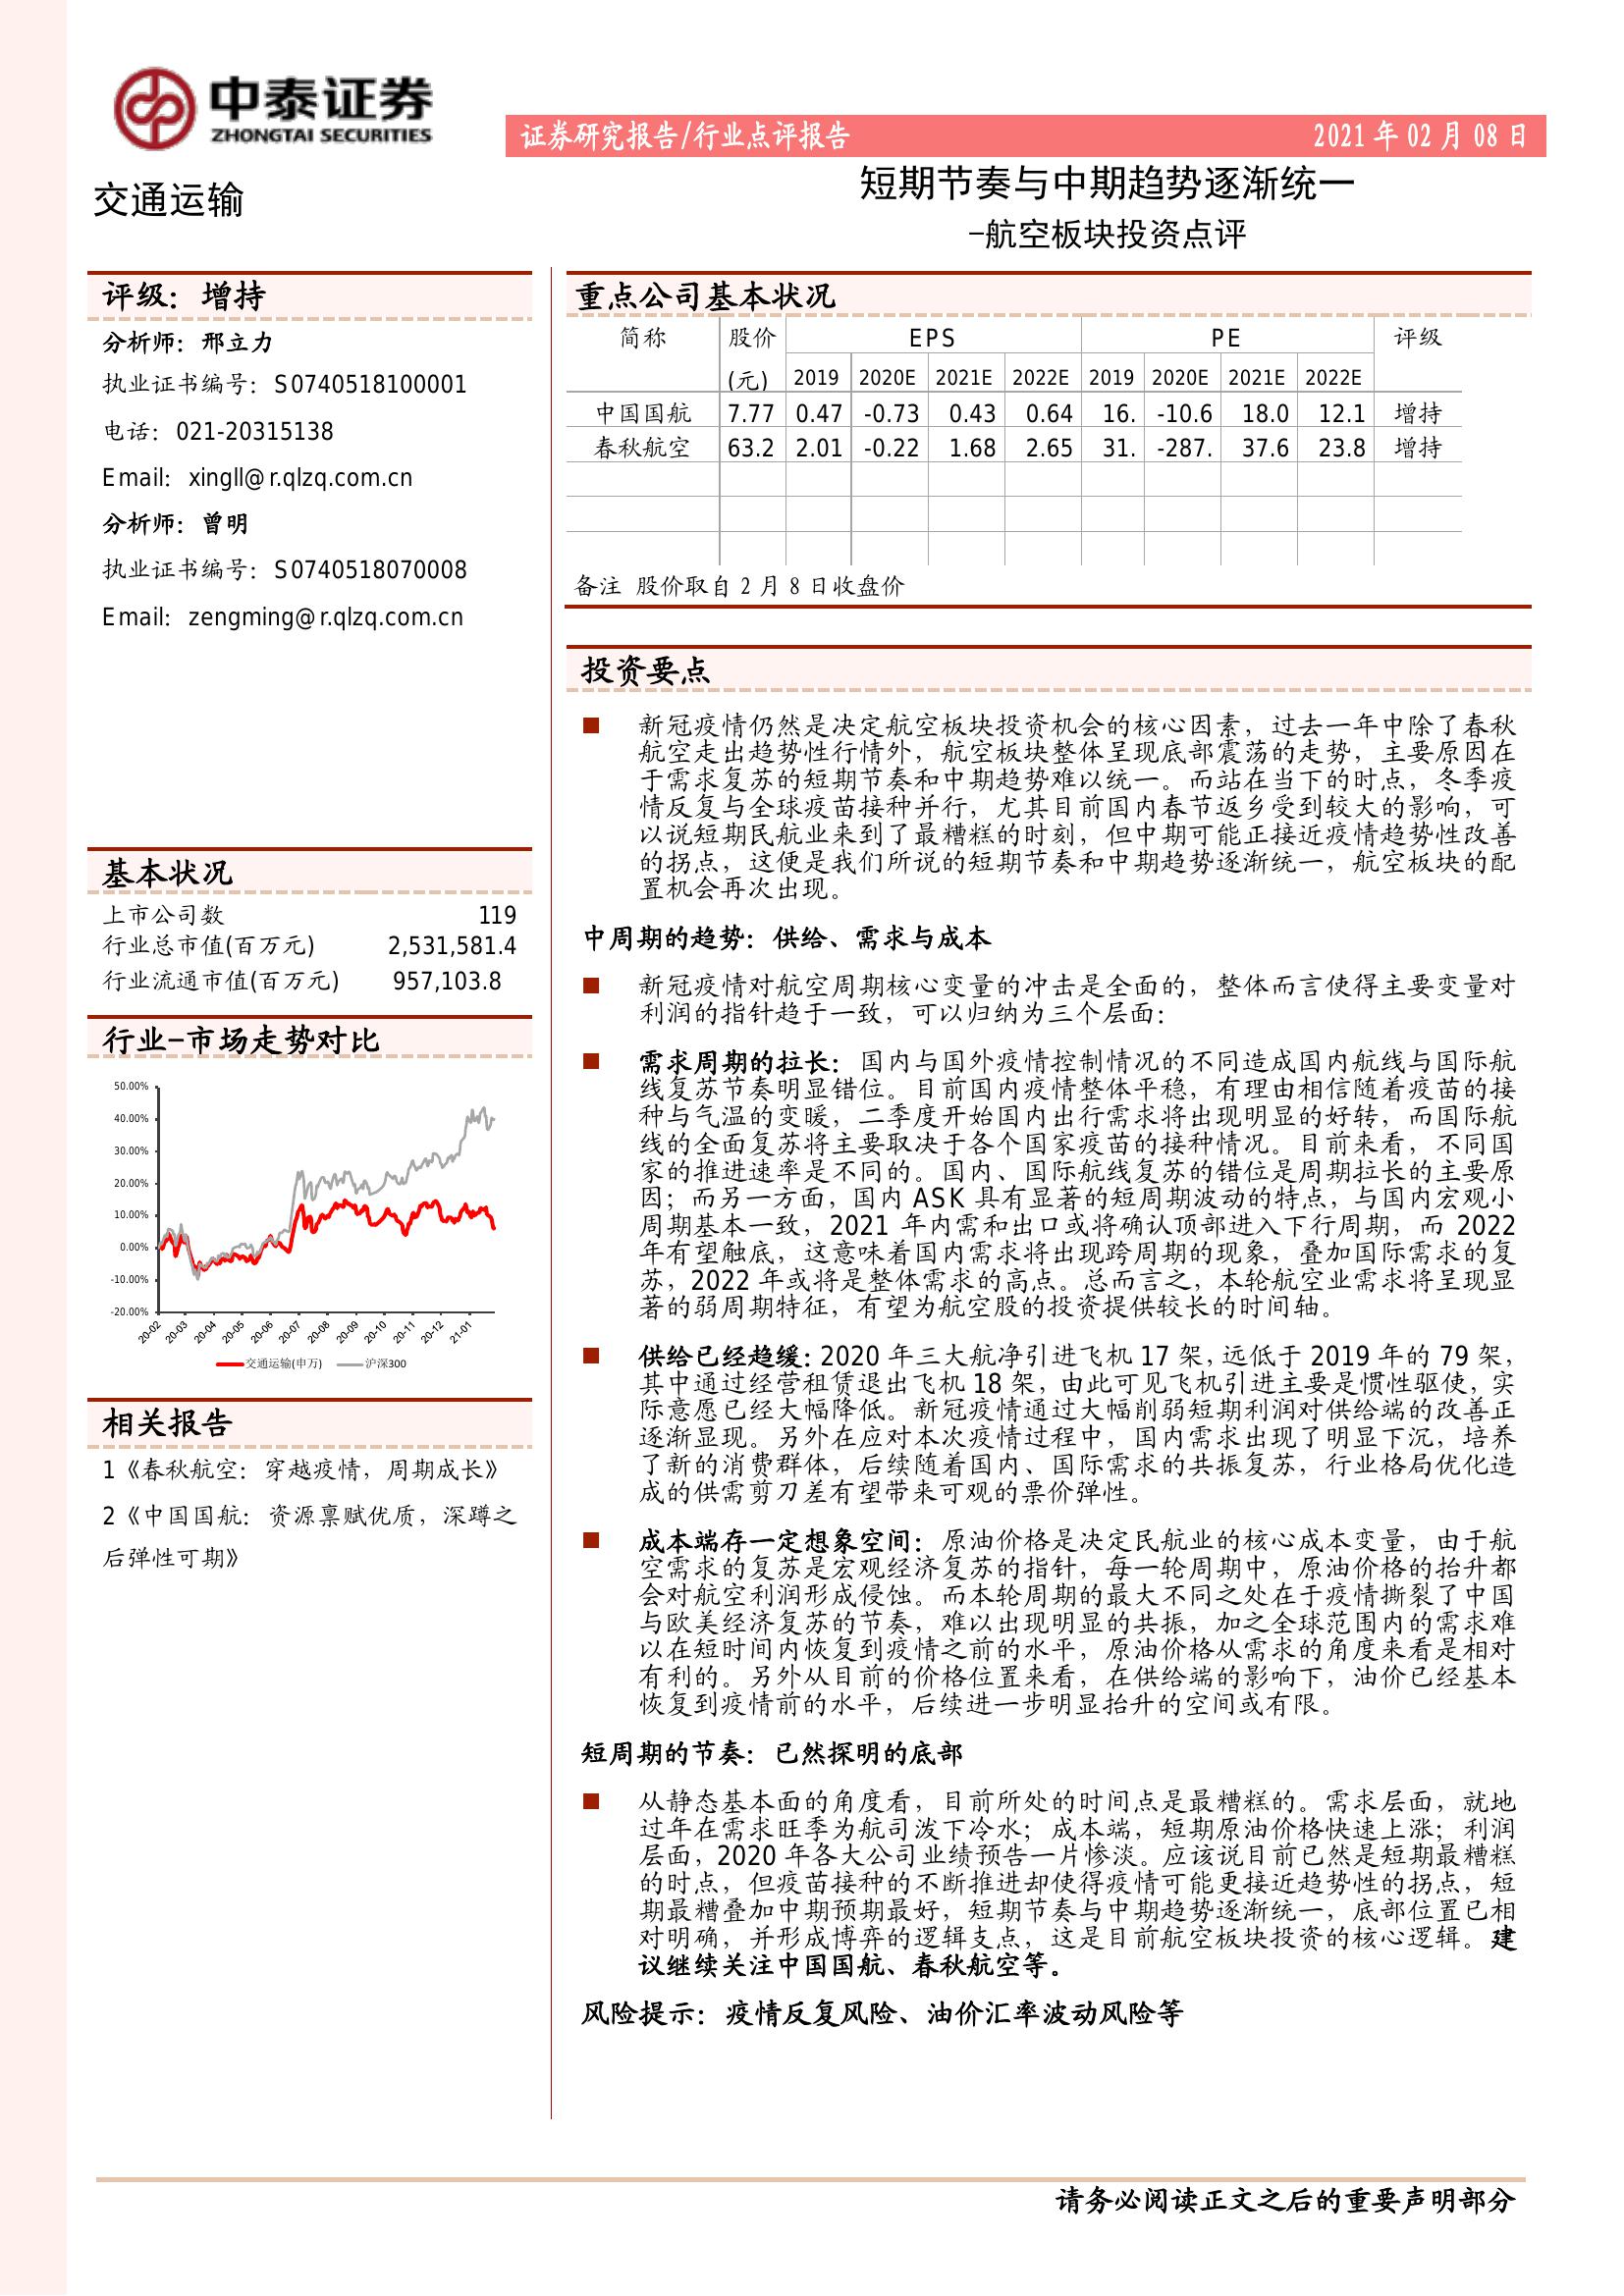 中泰证券
ZHONGTAI SECURITIES
证券研究报告/行业点评报告
2021 年 02 月 08 日
交通运输
短期节奏与中期趋势逐渐统一
-航空板块投资点评
评级：增持
分析师：邢立力
执业证书编号：S0740518100001
电话：021-20315138
Email：xingll@r.qlzq.com.cn
分析师：曾明
执业证书编号：S0740518070008
Email：zengming@r.qlzq.com.cn
基本状况
上市公司数 119
行业总市值(百万元) 2,531,581.4
行业流通市值(百万元) 957,103.8
行业-市场走势对比
50.00%
40.00%
30.00%
20.00%
10.00%
0.00%
-10.00%
-20.00%
20-02 20-03 20-04 20-05 20-06 20-07 20-08 20-09 20-10 20-11 20-12 21-01
交通运输(申万) 沪深300
相关报告
1《春秋航空：穿越疫情，周期成长》
2《中国国航：资源禀赋优质，深蹲之
后弹性可期》
重点公司基本状况
简称 股价 EPS PE 评级
(元) 2019 2020E 2021E 2022E 2019 2020E 2021E 2022E
中国国航 7.77 0.47 -0.73 0.43 0.64 16. -10.6 18.0 12.1 增持
春秋航空 63.2 2.01 -0.22 1.68 2.65 31. -287. 37.6 23.8 增持
备注 股价取自 2 月 8 日收盘价
投资要点
新冠疫情仍然是决定航空板块投资机会的核心因素，过去一年中除了春秋
航空走出趋势性行情外，航空板块整体呈现底部震荡的走势，主要原因在
于需求复苏的短期节奏和中期趋势难以统一。而站在当下的时点，冬季疫
情反复与全球疫苗接种并行，尤其目前国内春节返乡受到较大的影响，可
以说短期民航业来到了最糟糕的时刻，但中期可能正接近疫情趋势性改善
的拐点，这便是我们所说的短期节奏和中期趋势逐渐统一，航空板块的配
置机会再次出现。
中周期的趋势：供给、需求与成本
新冠疫情对航空周期核心变量的冲击是全面的，整体而言使得主要变量对
利润的指针趋于一致，可以归纳为三个层面：
需求周期的拉长：国内与国外疫情控制情况的不同造成国内航线与国际航
线复苏节奏明显错位。目前国内疫情整体平稳，有理由相信随着疫苗的接
种与气温的变暖，二季度开始国内出行需求将出现明显的好转，而国际航
线的全面复苏将主要取决于各个国家疫苗的接种情况。目前来看，不同国
家的推进速率是不同的。国内、国际航线复苏的错位是周期拉长的主要原
因；而另一方面，国内 ASK 具有显著的短周期波动的特点，与国内宏观小
周期基本一致，2021 年内需和出口或将确认顶部进入下行周期，而 2022
年有望触底，这意味着国内需求将出现跨周期的现象，叠加国际需求的复
苏，2022 年或将是整体需求的高点。总而言之，本轮航空业需求将呈现显
著的弱周期特征，有望为航空股的投资提供较长的时间轴。
供给已经趋缓：2020 年三大航净引进飞机 17 架，远低于 2019 年的 79 架，
其中通过经营租赁退出飞机 18 架，由此可见飞机引进主要是惯性驱使，实
际意愿已经大幅降低。新冠疫情通过大幅削弱短期利润对供给端的改善正
逐渐显现。另外在应对本次疫情过程中，国内需求出现了明显下沉，培养
了新的消费群体，后续随着国内、国际需求的共振复苏，行业格局优化造
成的供需剪刀差有望带来可观的票价弹性。
成本端存一定想象空间：原油价格是决定民航业的核心成本变量，由于航
空需求的复苏是宏观经济复苏的指针，每一轮周期中，原油价格的抬升都
会对航空利润形成侵蚀。而本轮周期的最大不同之处在于疫情撕裂了中国
与欧美经济复苏的节奏，难以出现明显的共振，加之全球范围内的需求难
以在短时间内恢复到疫情之前的水平，原油价格从需求的角度来看是相对
有利的。另外从目前的价格位置来看，在供给端的影响下，油价已经基本
恢复到疫情前的水平，后续进一步明显抬升的空间或有限。
短周期的节奏：已然探明的底部
从静态基本面的角度看，目前所处的时间点是最糟糕的。需求层面，就地
过年在需求旺季为航司泼下冷水；成本端，短期原油价格快速上涨；利润
层面，2020 年各大公司业绩预告一片惨淡。应该说目前已然是短期最糟糕
的时点，但疫苗接种的不断推进却使得疫情可能更接近趋势性的拐点，短
期最糟叠加中期预期最好，短期节奏与中期趋势逐渐统一，底部位置已相
对明确，并形成博弈的逻辑支点，这是目前航空板块投资的核心逻辑。建
议继续关注中国国航、春秋航空等。
风险提示：疫情反复风险、油价汇率波动风险等
请务必阅读正文之后的重要声明部分